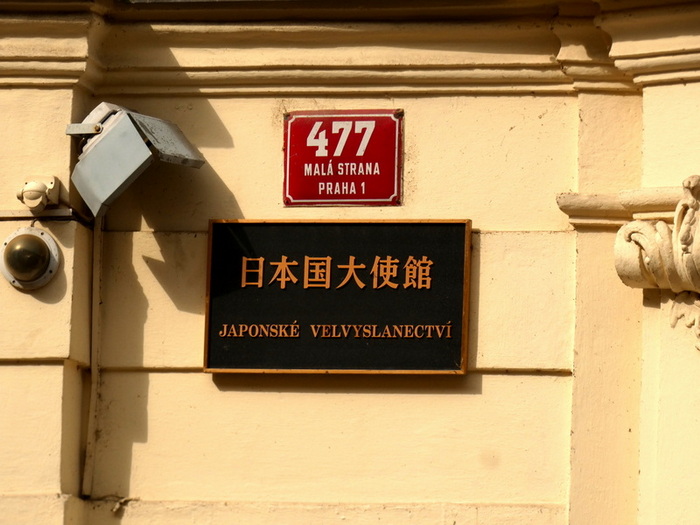 477
MALÁ STRANA
PRAHA 1
日本国大使館
JAPONSKÉ VELVYSLANECTVÍ